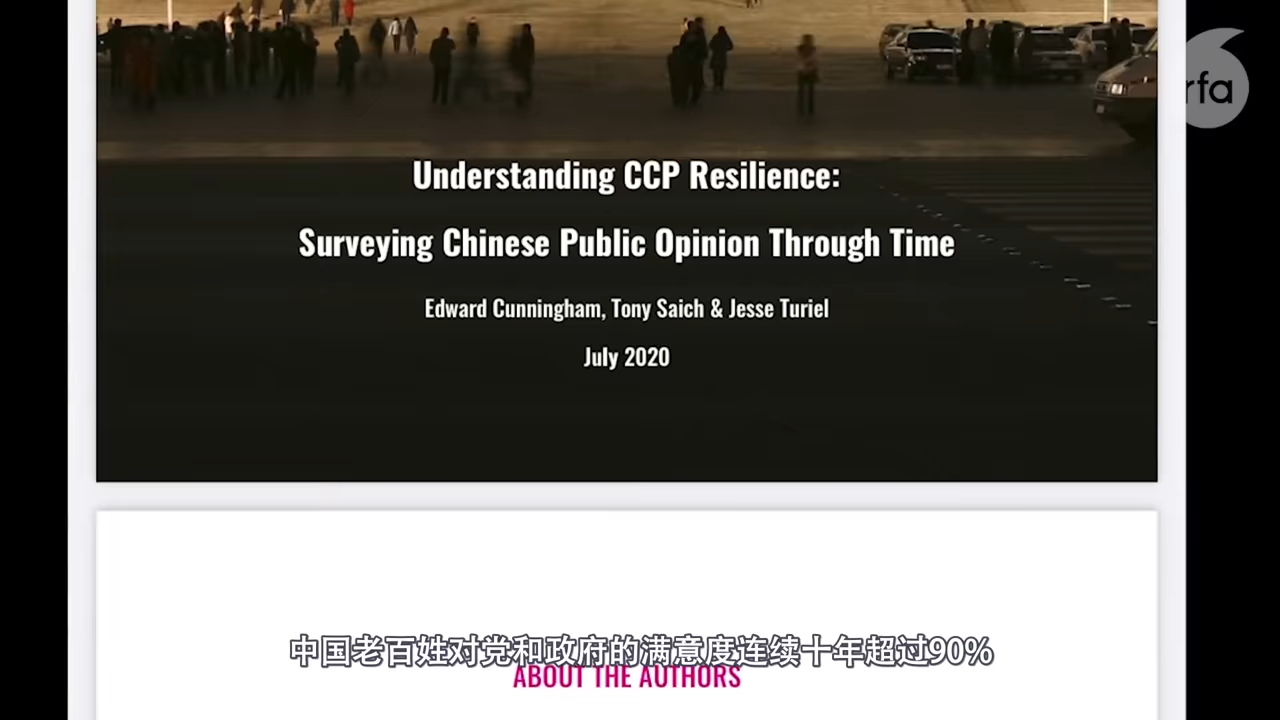 rfa
Understanding CCP Resilience:
Surveying Chinese Public Opinion Through Time
Edward Cunningham, Tony Saich & Jesse Turiel
July 2020
中国老百姓对党和政府的满意度连续十年超过90%
ABOUT THE AUTHORS